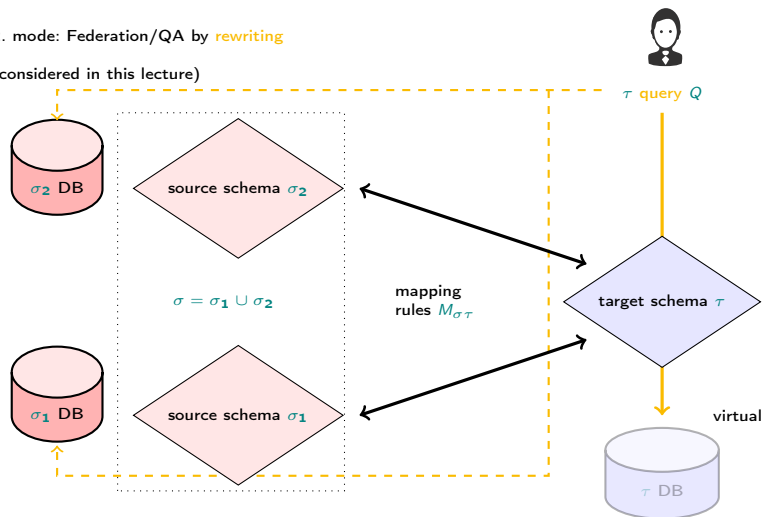 . mode: Federation/QA by rewriting
considered in this lecture)
τ query Q
σ₂ DB
source schema σ₂
σ = σ₁ ∪ σ₂
mapping
rules M_στ
target schema τ
σ₁ DB
source schema σ₁
virtual
τ DB